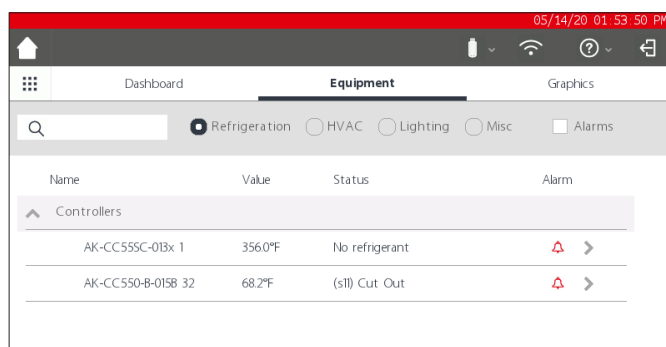 05/14/20 01:53:50 PM
Dashboard Equipment Graphics
Refrigeration HVAC Lighting Misc Alarms
Name Value Status Alarm
Controllers
AK-CC55SC-013x 1 356.0°F No refrigerant
AK-CC550-B-015B 32 68.2°F (s11) Cut Out